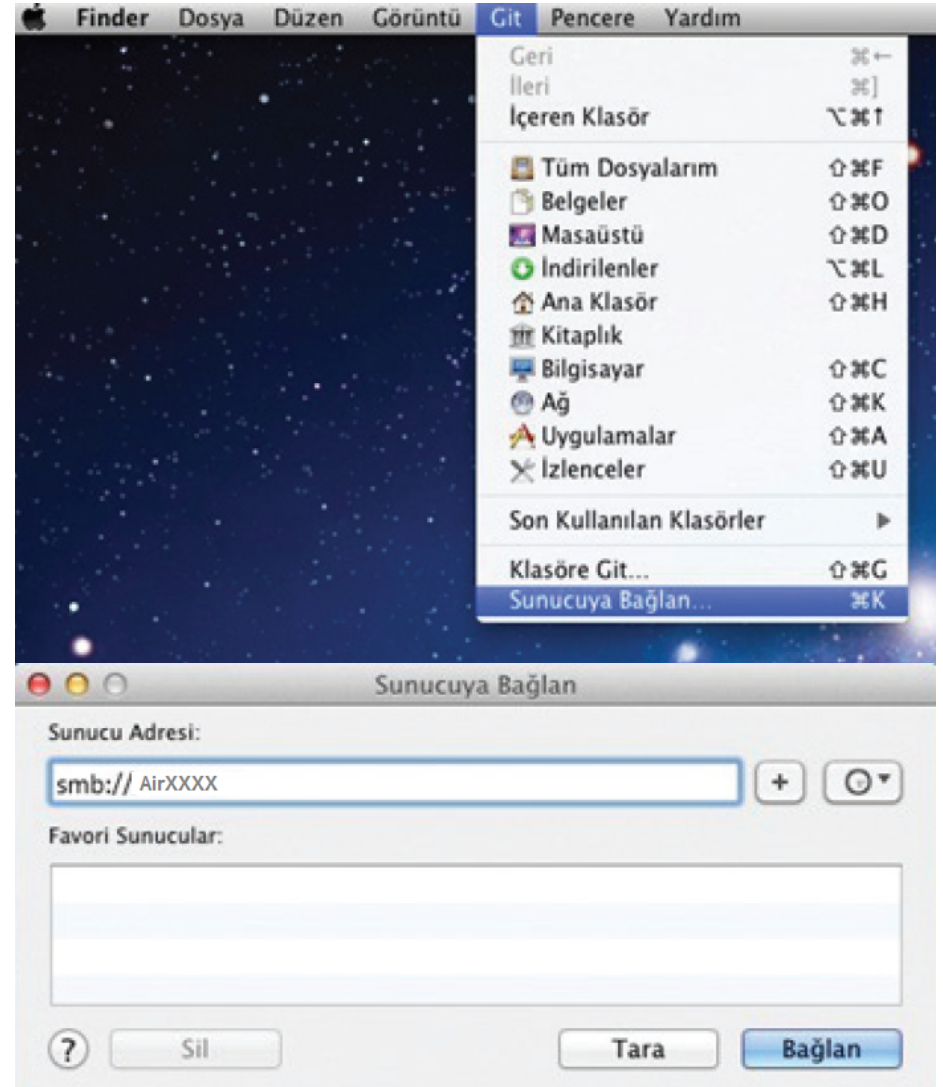 Finder Dosya Düzen Görüntü Git Pencere Yardım
Geri ⌘←
İleri ⌘]
İçeren Klasör ⌥⌘↑
Tüm Dosyalarım ⇧⌘F
Belgeler ⇧⌘O
Masaüstü ⇧⌘D
İndirilenler ⌥⌘L
Ana Klasör ⇧⌘H
Kitaplık
Bilgisayar ⇧⌘C
Ağ ⇧⌘K
Uygulamalar ⇧⌘A
İzlenceler ⇧⌘U
Son Kullanılan Klasörler ▶
Klasöre Git... ⇧⌘G
Sunucuya Bağlan... ⌘K
Sunucuya Bağlan
Sunucu Adresi:
smb:// AirXXXX +
Favori Sunucular:
? Sil Tara Bağlan